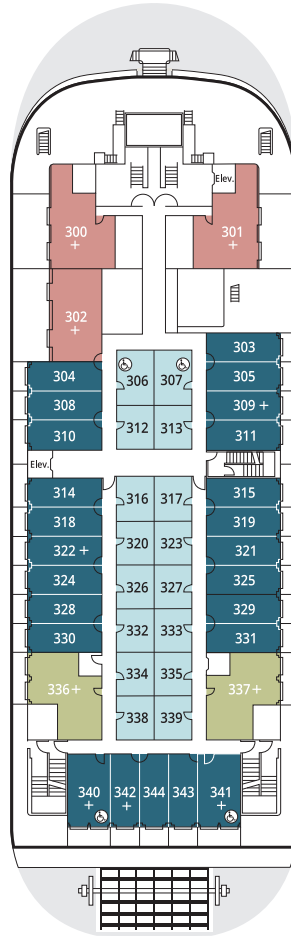 Elev.
300 + 301 +
302 +
303
304 306 307 305
308 309 +
310 312 313 311
Elev.
314 316 317 315
318 319
322 + 320 323 321
324 326 327 325
328 329
330 332 333 331
336 + 334 335 337 +
338 339
340 + 342 + 344 343 341 +